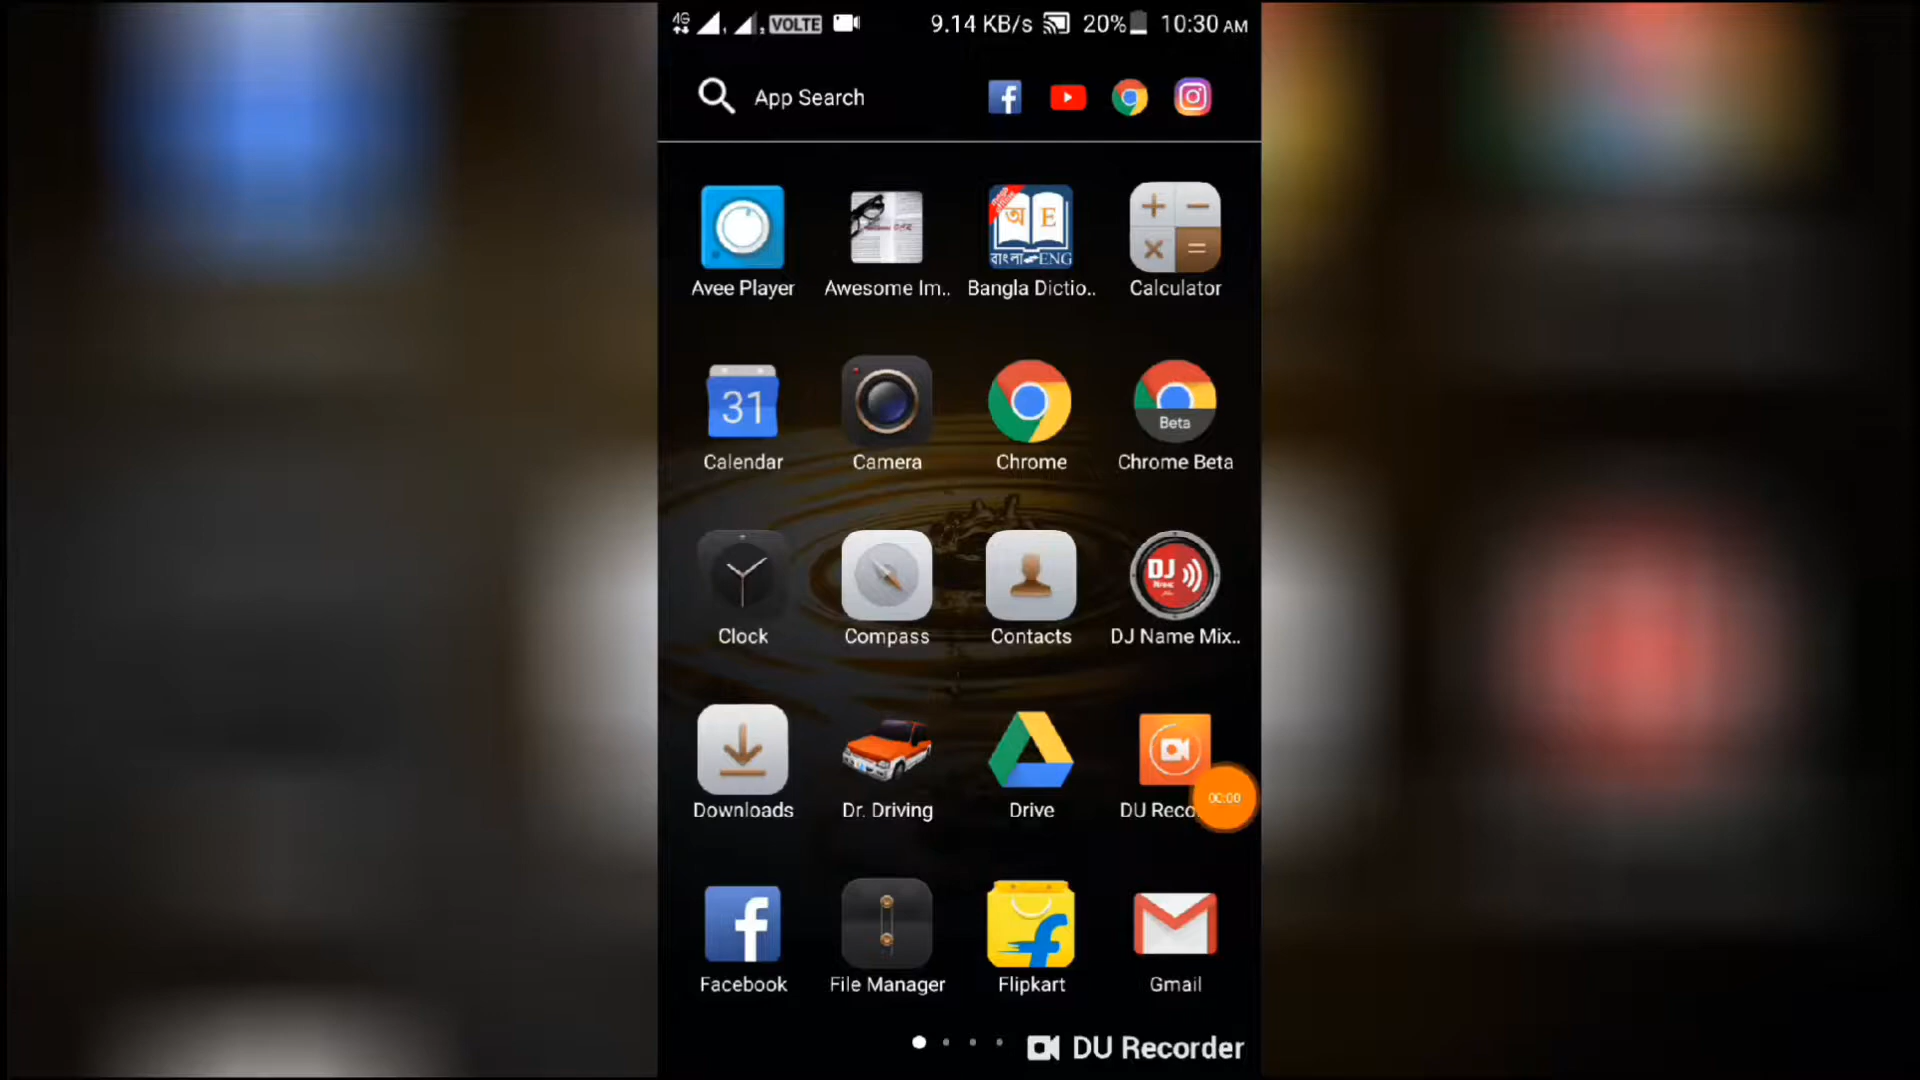 4G VOLTE 9.14 KB/s 20% 10:30 AM
App Search
অ E
বাংলা ENG
Avee Player Awesome Im.. Bangla Dictio.. Calculator
31 Beta
Calendar Camera Chrome Chrome Beta
DJ
Clock Compass Contacts DJ Name Mix..
00:00
Downloads Dr. Driving Drive DU Reco
Facebook File Manager Flipkart Gmail
DU Recorder